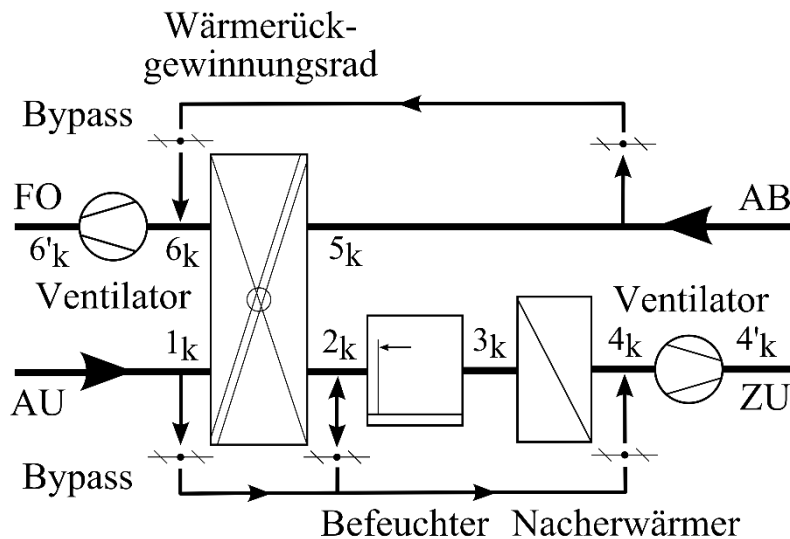 Wärmerück-
gewinnungsrad
Bypass
FO
AB
6'k
6k
5k
Ventilator
Ventilator
1k
2k
3k
4k
4'k
AU
ZU
Bypass
Befeuchter
Nacherwärmer